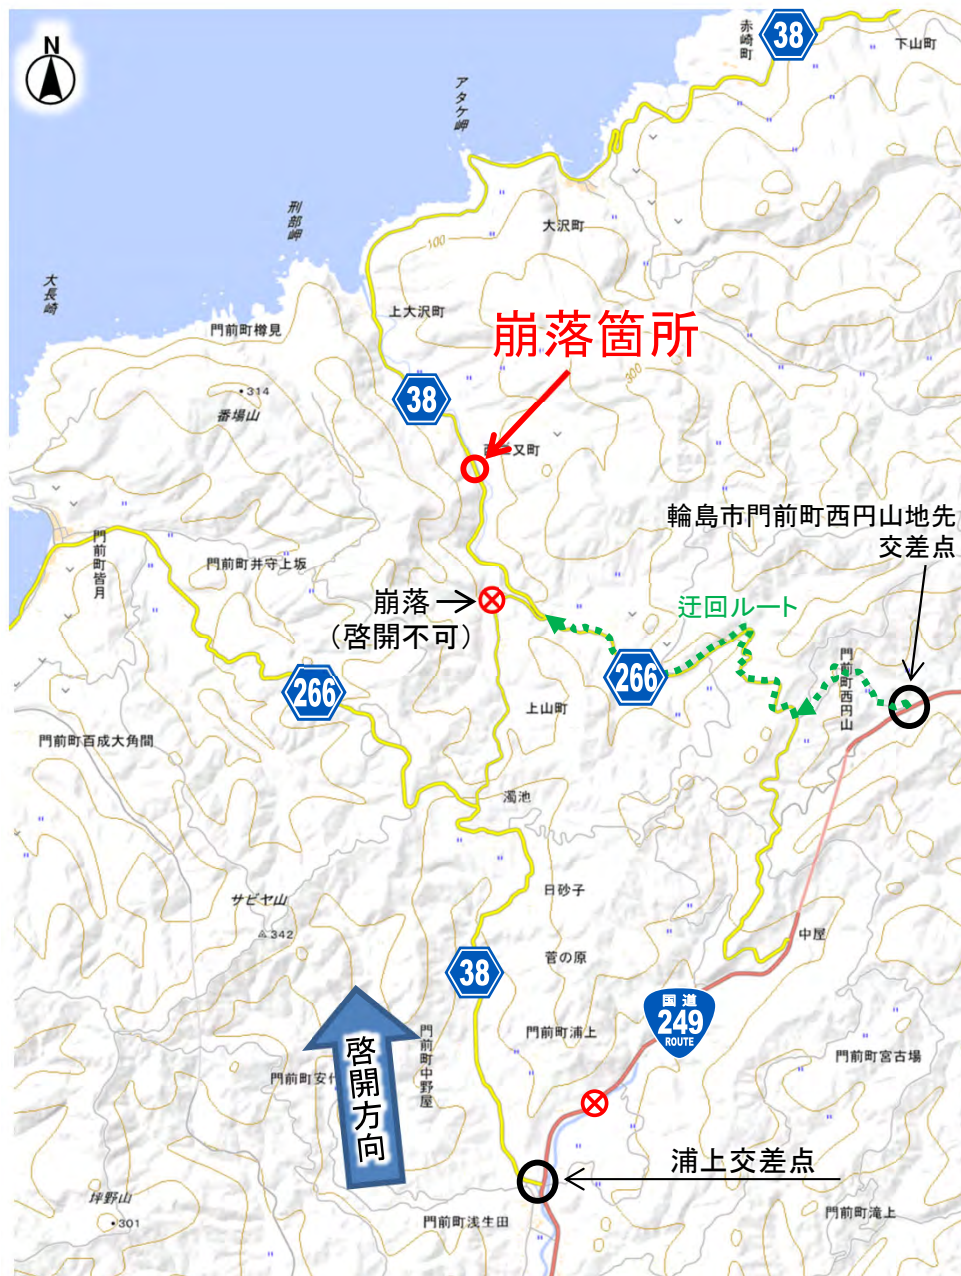 N
赤崎町
38
下山町
アタケ岬
刑部岬
大沢町
100
大長崎
上大沢町
門前町樽見
崩落箇所
300
314
38
番場山
又町
輪島市門前町西円山地先
交差点
門前町皆月
門前町井守上坂
崩落
(啓開不可)
迂回ルート
門前町西円山
266
266
上山町
門前町百成大角間
濁池
日砂子
サビヤ山
342
中屋
菅の原
38
国道
249
ROUTE
門前町浦上
門前町中野屋
門前町宮古場
啓開方向
門前町安代
浦上交差点
坪野山
301
門前町浅生田
門前町滝上